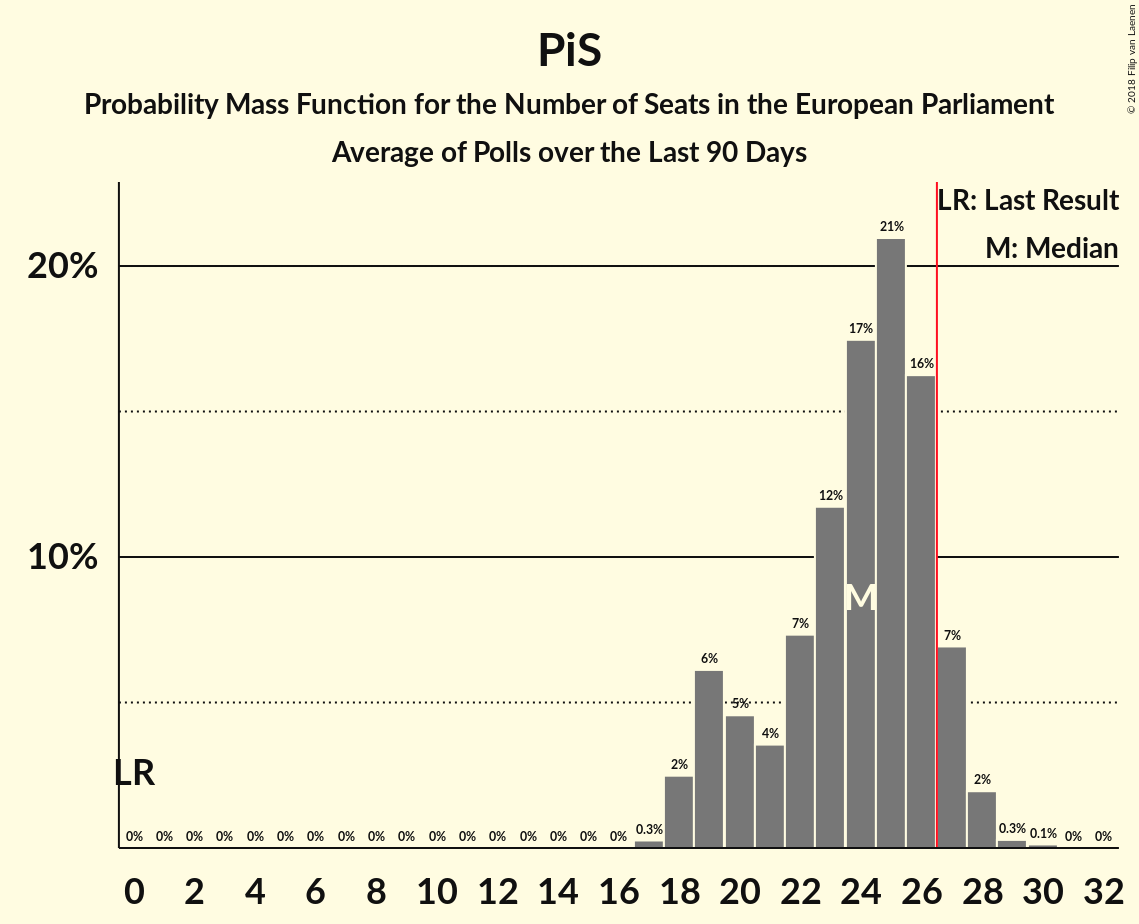 PiS
Probability Mass Function for the Number of Seats in the European Parliament
Average of Polls over the Last 90 Days
© 2018 Filip van Laenen
LR: Last Result
M: Median
20%
10%
21%
17%
16%
12%
7%
7%
6%
5%
4%
2%
2%
M
LR
0% 0% 0% 0% 0% 0% 0% 0% 0% 0% 0% 0% 0% 0% 0% 0% 0% 0.3% 0.3% 0.1% 0% 0%
0 2 4 6 8 10 12 14 16 18 20 22 24 26 28 30 32